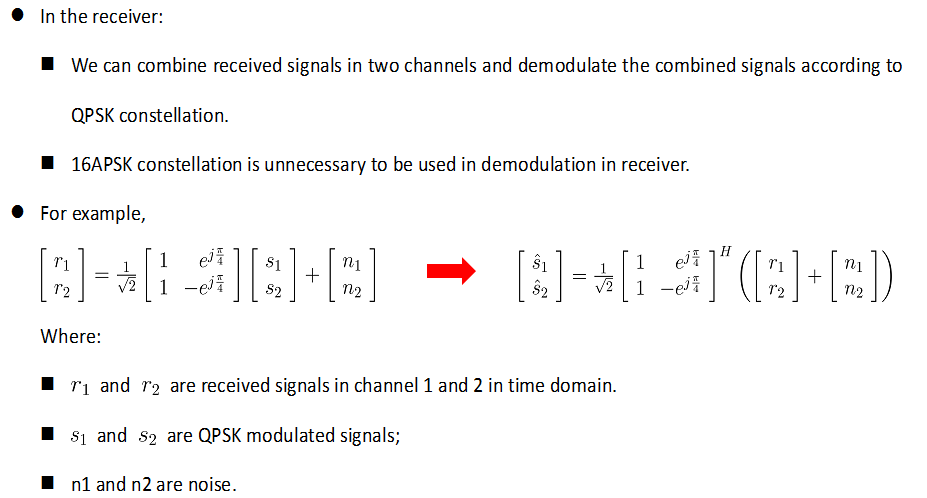 ● In the receiver:
■ We can combine received signals in two channels and demodulate the combined signals according to
QPSK constellation.
■ 16APSK constellation is unnecessary to be used in demodulation in receiver.
● For example,
$\begin{bmatrix} r_1 \\ r_2 \end{bmatrix} = \frac{1}{\sqrt{2}} \begin{bmatrix} 1 & e^{j\frac{\pi}{4}} \\ 1 & -e^{j\frac{\pi}{4}} \end{bmatrix} \begin{bmatrix} s_1 \\ s_2 \end{bmatrix} + \begin{bmatrix} n_1 \\ n_2 \end{bmatrix}$ $\begin{bmatrix} \hat{s}_1 \\ \hat{s}_2 \end{bmatrix} = \frac{1}{\sqrt{2}} \begin{bmatrix} 1 & e^{j\frac{\pi}{4}} \\ 1 & -e^{j\frac{\pi}{4}} \end{bmatrix}^H \left( \begin{bmatrix} r_1 \\ r_2 \end{bmatrix} + \begin{bmatrix} n_1 \\ n_2 \end{bmatrix} \right)$
Where:
■ $r_1$ and $r_2$ are received signals in channel 1 and 2 in time domain.
■ $s_1$ and $s_2$ are QPSK modulated signals;
■ n1 and n2 are noise.